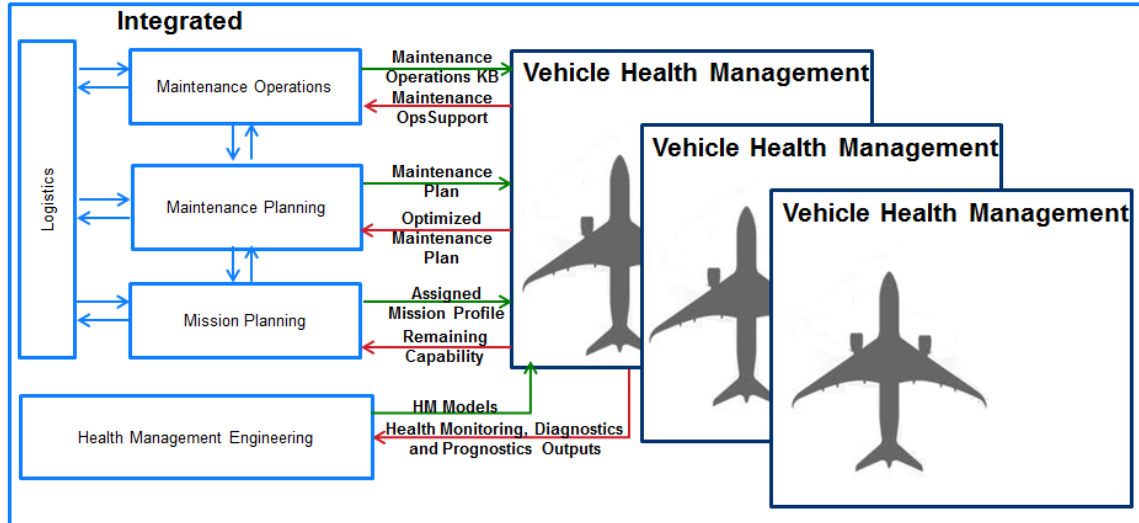 Integrated
Logistics
Maintenance Operations
Maintenance
Operations KB
Maintenance
OpsSupport
Maintenance Planning
Maintenance
Plan
Optimized
Maintenance
Plan
Mission Planning
Assigned
Mission Profile
Remaining
Capability
Health Management Engineering
HM Models
Health Monitoring, Diagnostics
and Prognostics Outputs
Vehicle Health Management
Vehicle Health Management
Vehicle Health Management